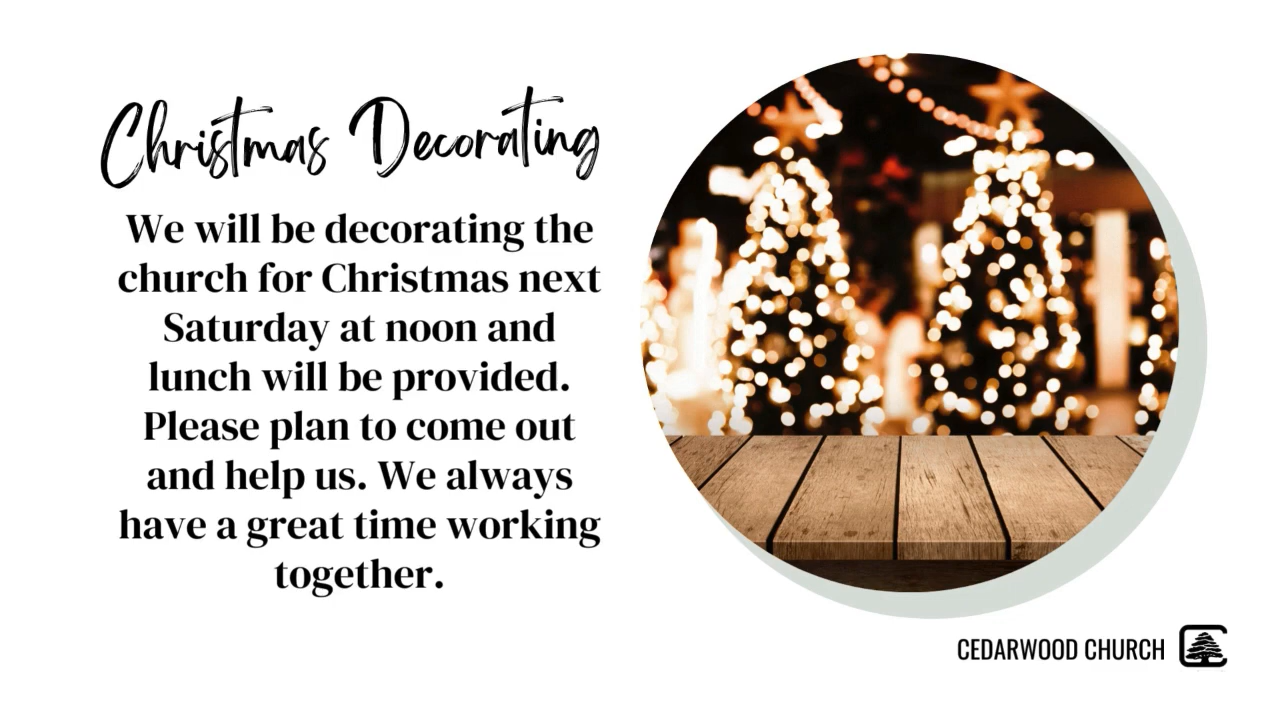 Christmas Decorating
We will be decorating the
church for Christmas next
Saturday at noon and
lunch will be provided.
Please plan to come out
and help us. We always
have a great time working
together.
CEDARWOOD CHURCH